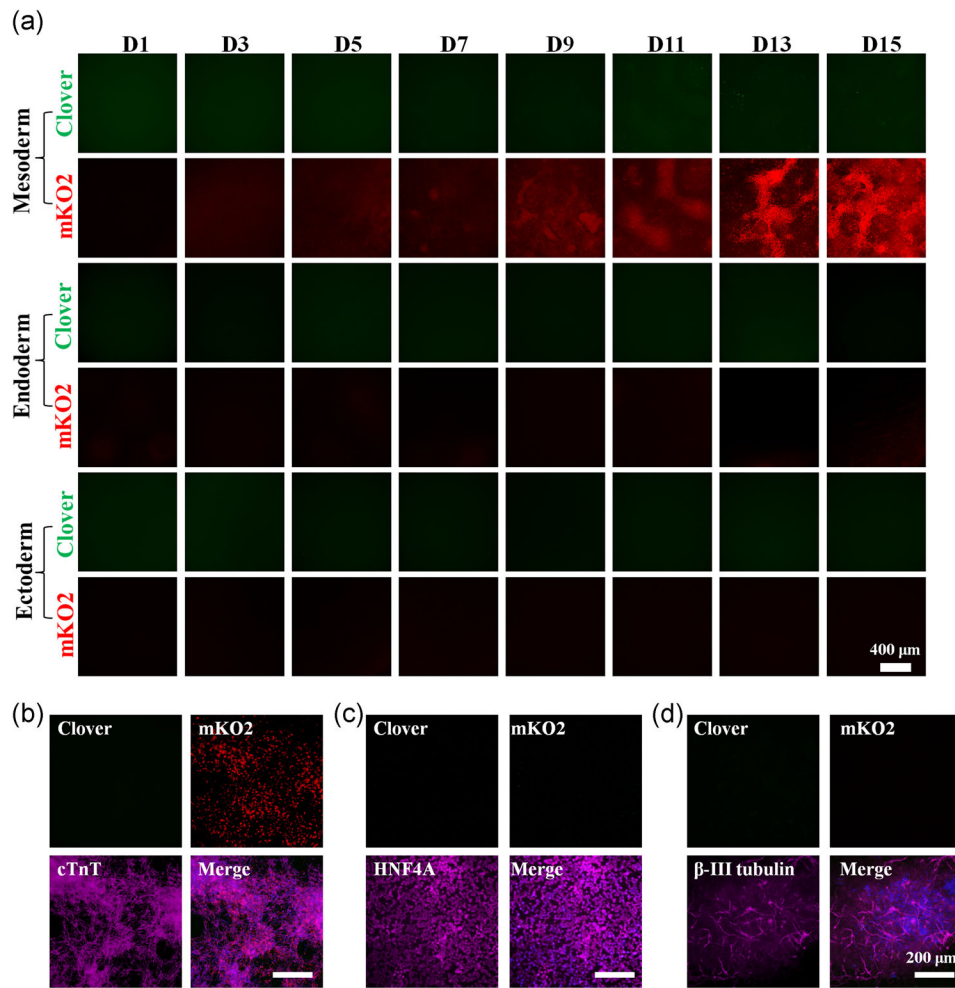 (a)
D1 D3 D5 D7 D9 D11 D13 D15
Mesoderm
Clover
mKO2
Endoderm
Clover
mKO2
Ectoderm
Clover
mKO2
400 μm
(b)
Clover mKO2
cTnT Merge
(c)
Clover mKO2
HNF4A Merge
(d)
Clover mKO2
β-III tubulin Merge
200 μm